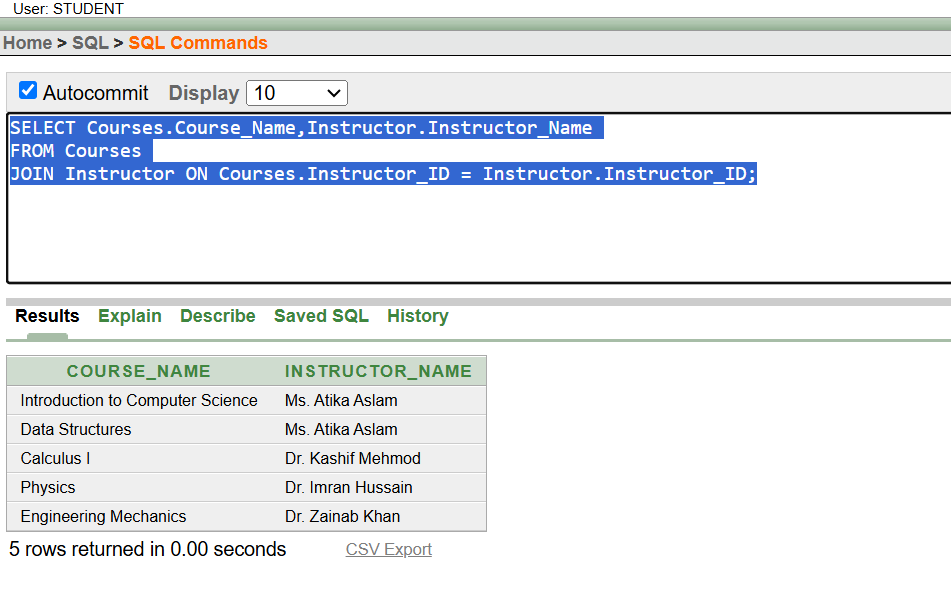 User: STUDENT
Home > SQL > SQL Commands
Autocommit Display 10
SELECT Courses.Course_Name,Instructor.Instructor_Name
FROM Courses
JOIN Instructor ON Courses.Instructor_ID = Instructor.Instructor_ID;
Results Explain Describe Saved SQL History
COURSE_NAME INSTRUCTOR_NAME
Introduction to Computer Science Ms. Atika Aslam
Data Structures Ms. Atika Aslam
Calculus I Dr. Kashif Mehmod
Physics Dr. Imran Hussain
Engineering Mechanics Dr. Zainab Khan
5 rows returned in 0.00 seconds CSV Export